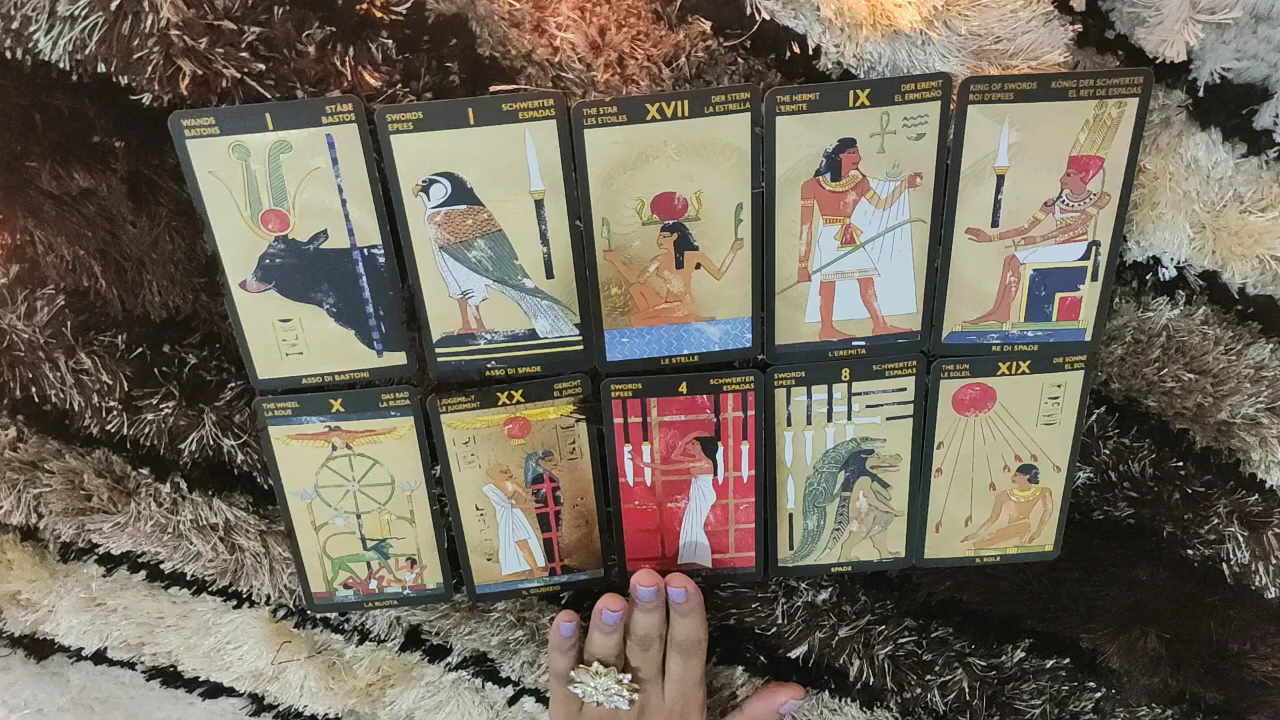 WANDS
BATONS
I
STÄBE
BASTOS
ASSO DI BASTONI
SWORDS
EPEES
I
SCHWERTER
ESPADAS
ASSO DI SPADE
THE STAR
LES ETOILES
XVII
DER STERN
LA ESTRELLA
LE STELLE
THE HERMIT
L'ERMITE
IX
DER EREMIT
EL ERMITAÑO
L'EREMITA
KING OF SWORDS
ROI D'EPEES
KÖNIG DER SCHWERTER
EL REY DE ESPADAS
RE DI SPADE
THE WHEEL
LA ROUE
X
DAS RAD
LA RUEDA
LA RUOTA
JUDGEMENT
LE JUGEMENT
XX
GERICHT
EL JUICIO
IL GIUDIZIO
SWORDS
EPEES
4
SCHWERTER
ESPADAS
SWORDS
EPEES
8
SCHWERTER
ESPADAS
SPADE
THE SUN
LE SOLEIL
XIX
DIE SONNE
EL SOL
IL SOLE